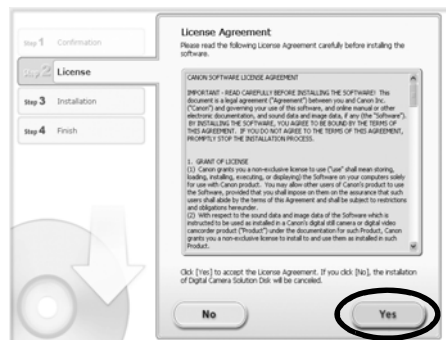 License Agreement
Please read the following License Agreement carefully before installing the
software.
Step 1 Confirmation
Step 2 License
Step 3 Installation
Step 4 Finish
CANON SOFTWARE LICENSE AGREEMENT
IMPORTANT - READ CAREFULLY BEFORE INSTALLING THE SOFTWARE! This
document is a legal agreement ("Agreement") between you and Canon Inc.
("Canon") and governing your use of this software, and online manual or other
electronic documentation, and sound data and image data, if any (the "Software").
BY INSTALLING THE SOFTWARE, YOU AGREE TO BE BOUND BY THE TERMS OF
THIS AGREEMENT. IF YOU DO NOT AGREE TO THE TERMS OF THIS AGREEMENT,
PROMPTLY STOP THE INSTALLATION PROCESS.
1. GRANT OF LICENSE
(1) Canon grants you a non-exclusive license to use ("use" shall mean storing,
loading, installing, executing, or displaying) the Software on your computers solely
for use with Canon product. You may allow other users of Canon's product to use
the Software, provided that you shall impose on them on the assurance that such
users shall abide by the terms of this Agreement and shall be subject to restrictions
and obligations hereunder.
(2) With respect to the sound data and image data of the Software which is
instructed to be used as installed in a Canon's digital still camera or digital video
camcorder product ("Product") under the documentation for such Product, Canon
grants you a non-exclusive license to install to and use them as installed in such
Product.
Click [Yes] to accept the License Agreement. If you click [No], the installation
of Digital Camera Solution Disk will be canceled.
No
Yes